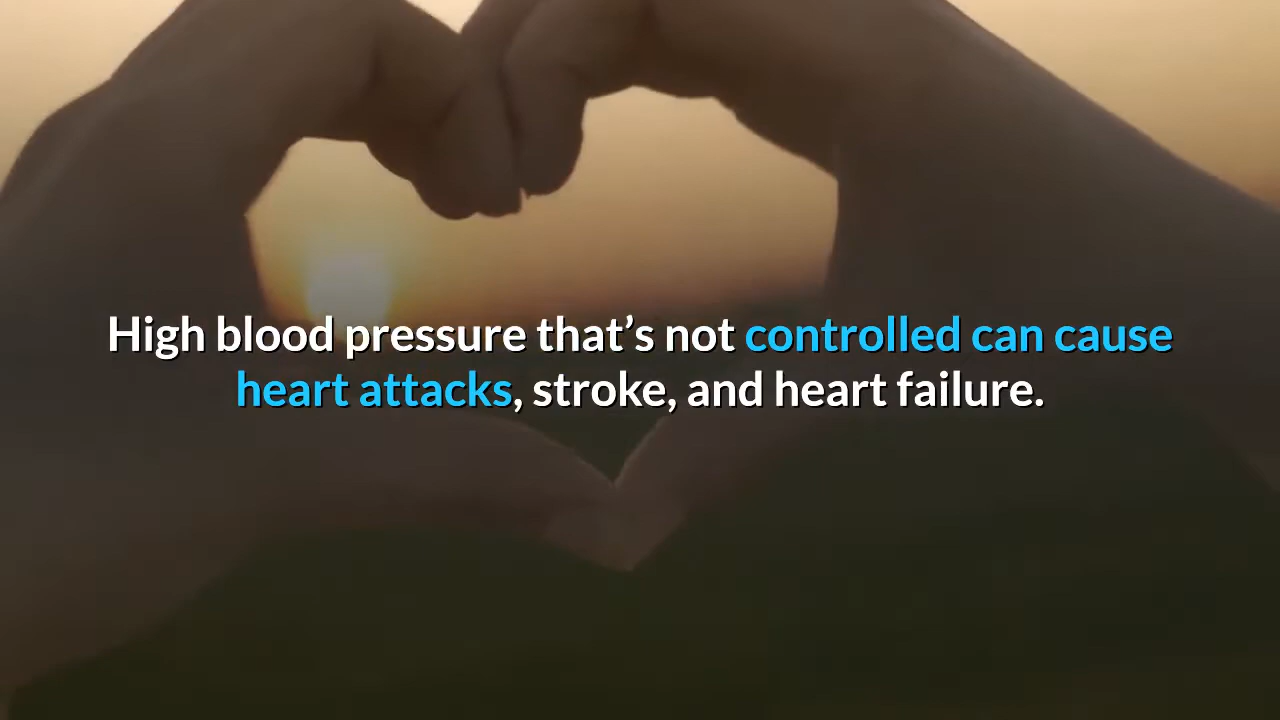 High blood pressure that’s not controlled can cause
heart attacks, stroke, and heart failure.